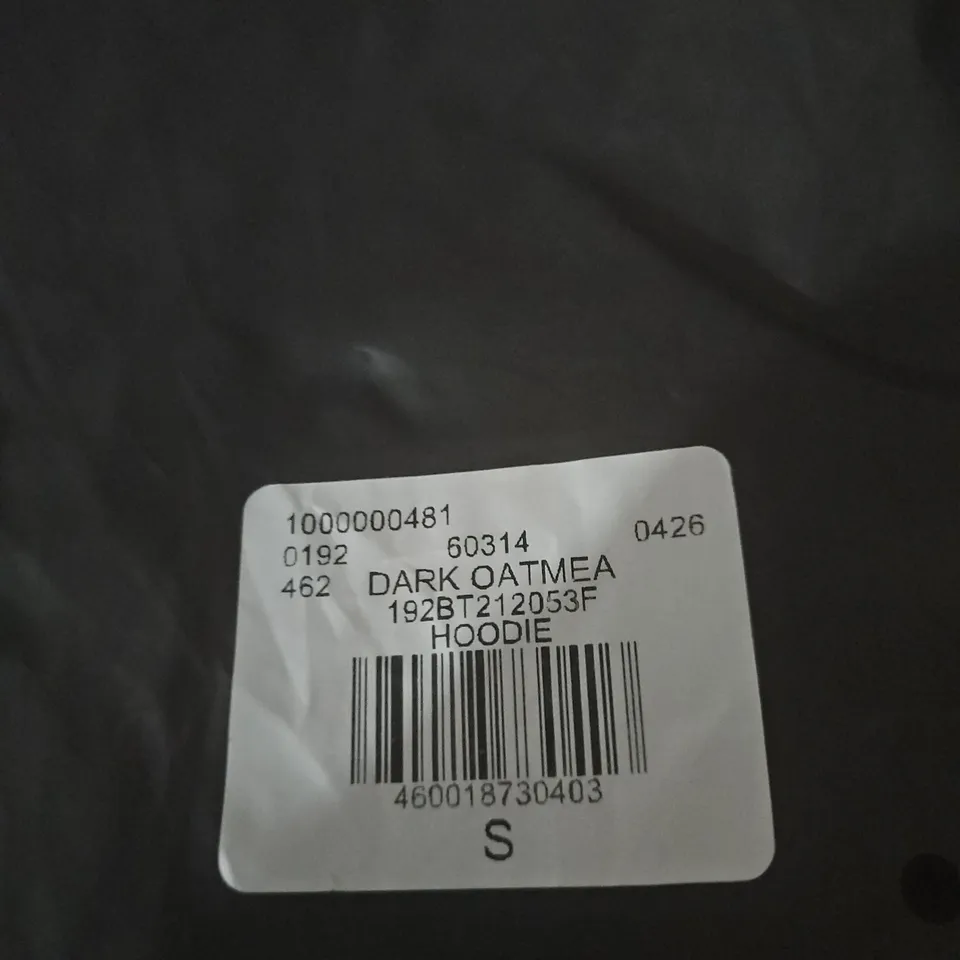 1000000481
0192 60314 0426
462 DARK OATMEA
192BT212053F
HOODIE
460018730403
S